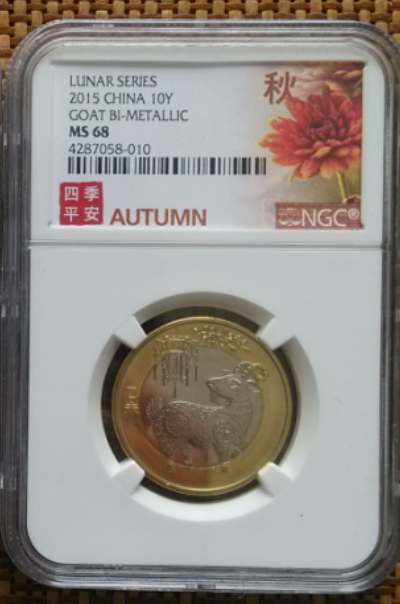 LUNAR SERIES
2015 CHINA 10Y
GOAT BI-METALLIC
MS 68
4287058-010
秋
四季
平安
AUTUMN
NGC®